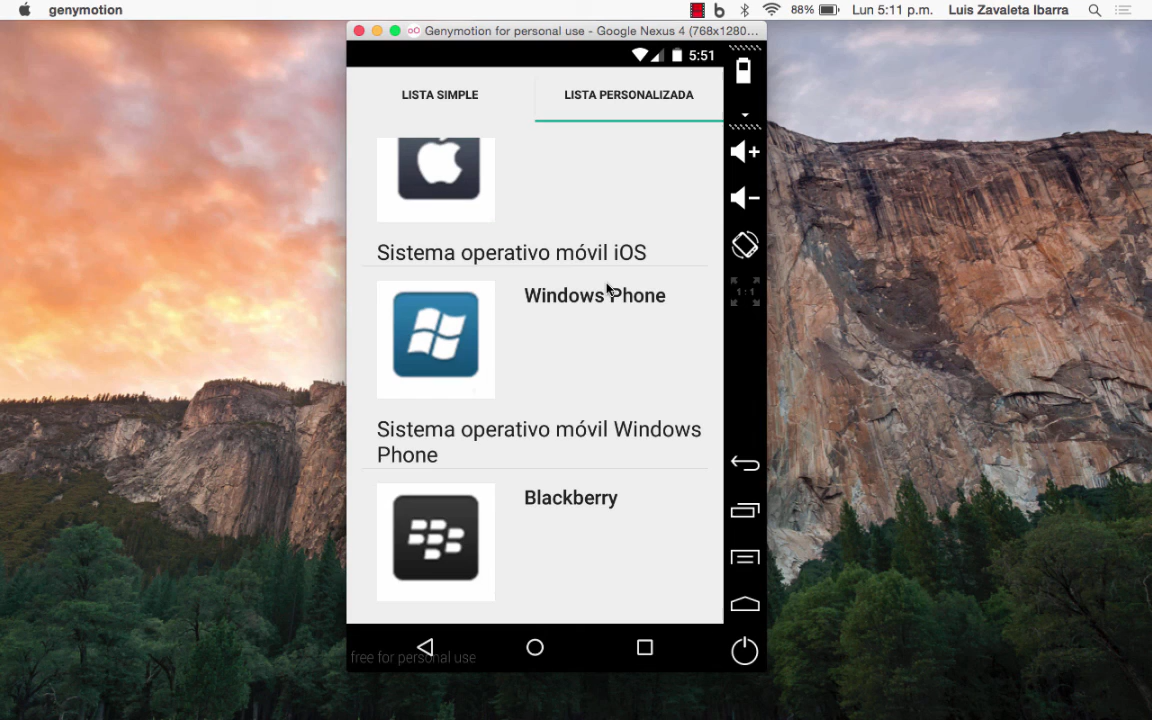 genymotion
88%
Lun 5:11 p.m.
Luis Zavaleta Ibarra
Genymotion for personal use - Google Nexus 4 (768x1280...
5:51
LISTA SIMPLE
LISTA PERSONALIZADA
Sistema operativo móvil iOS
Windows Phone
Sistema operativo móvil Windows
Phone
Blackberry
1:1
free for personal use